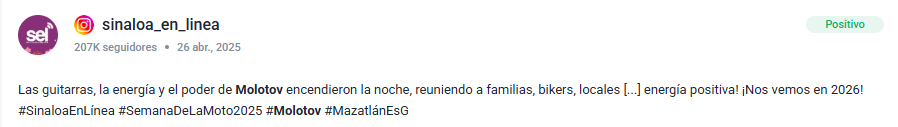 sel
sinaloa_en_linea
Positivo
207K seguidores • 26 abr., 2025
Las guitarras, la energía y el poder de Molotov encendieron la noche, reuniendo a familias, bikers, locales [...] energía positiva! ¡Nos vemos en 2026!
#SinaloaEnLínea #SemanaDeLaMoto2025 #Molotov #MazatlánEsG